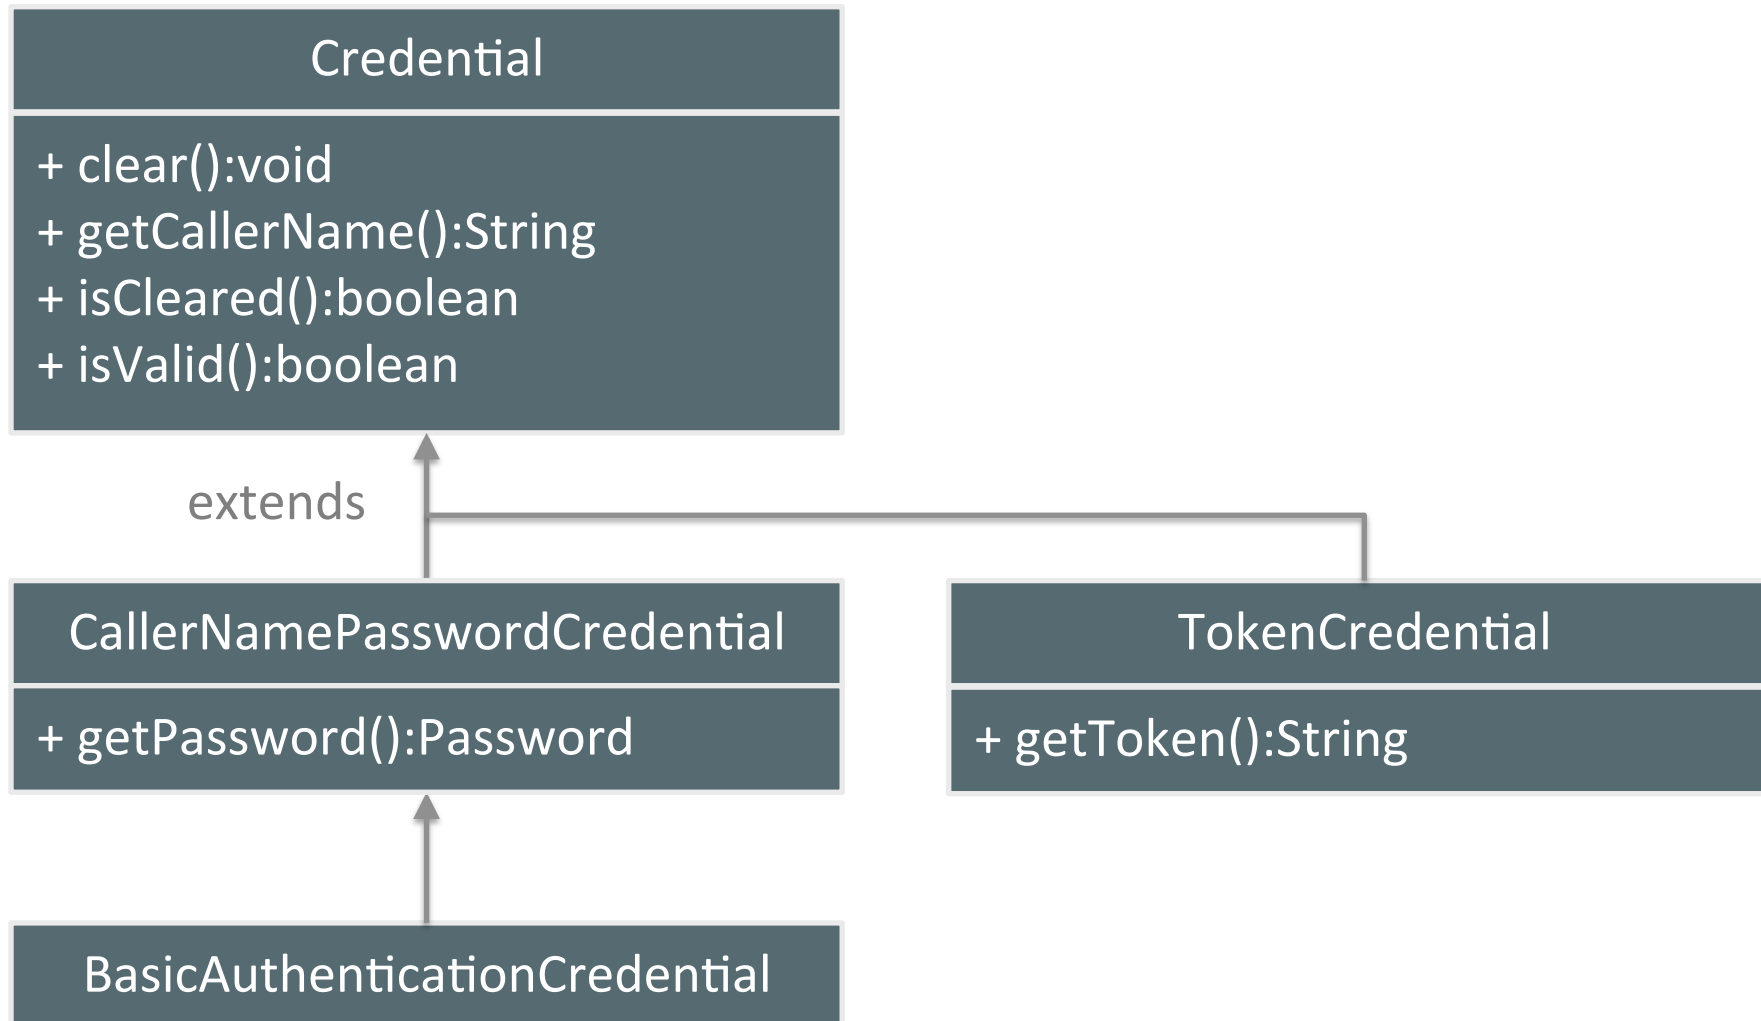 Credential
+ clear():void
+ getCallerName():String
+ isCleared():boolean
+ isValid():boolean
extends
CallerNamePasswordCredential
+ getPassword():Password
TokenCredential
+ getToken():String
BasicAuthenticationCredential